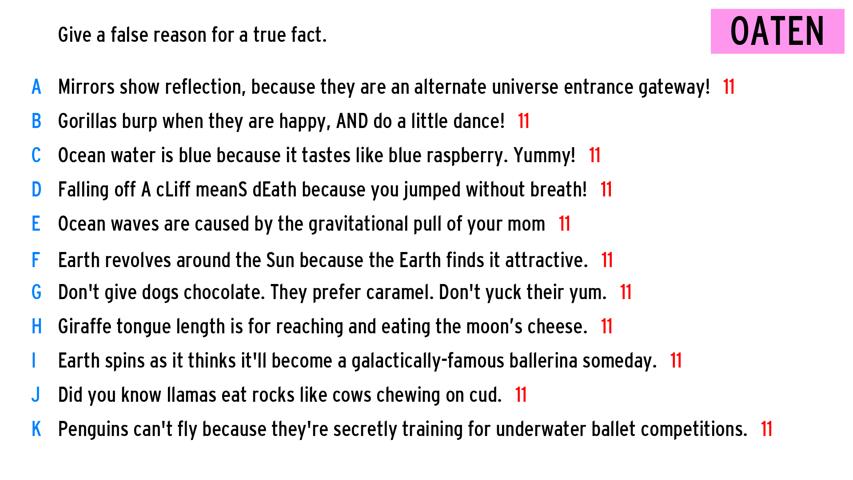 Give a false reason for a true fact.
OATEN
A Mirrors show reflection, because they are an alternate universe entrance gateway! 11
B Gorillas burp when they are happy, AND do a little dance! 11
C Ocean water is blue because it tastes like blue raspberry. Yummy! 11
D Falling off A cLiff meanS dEath because you jumped without breath! 11
E Ocean waves are caused by the gravitational pull of your mom 11
F Earth revolves around the Sun because the Earth finds it attractive. 11
G Don't give dogs chocolate. They prefer caramel. Don't yuck their yum. 11
H Giraffe tongue length is for reaching and eating the moon’s cheese. 11
I Earth spins as it thinks it'll become a galactically-famous ballerina someday. 11
J Did you know llamas eat rocks like cows chewing on cud. 11
K Penguins can't fly because they're secretly training for underwater ballet competitions. 11